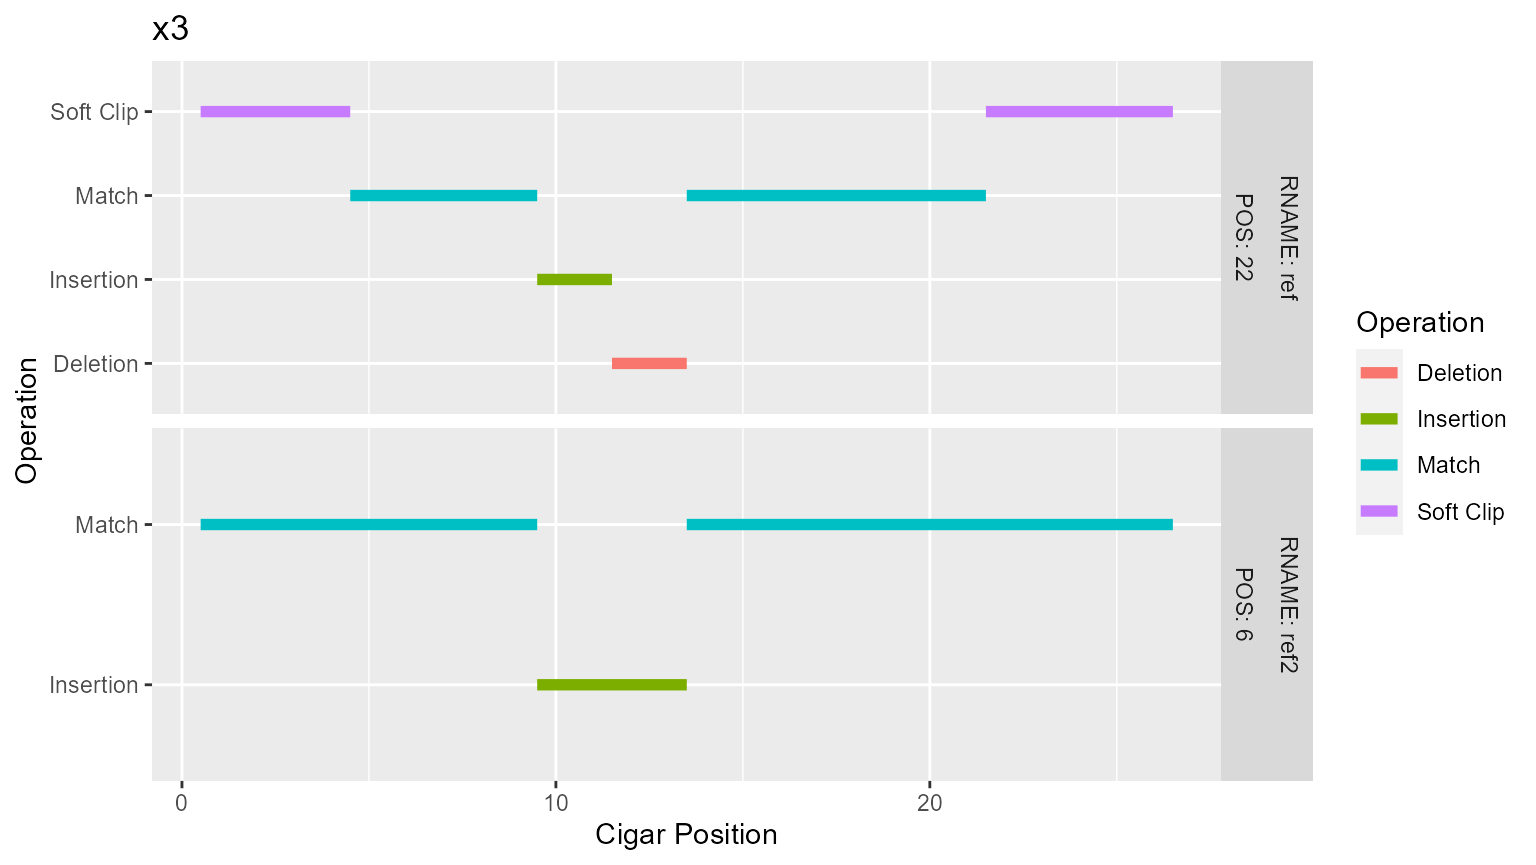 x3
Soft Clip
Match
Insertion
Deletion
RNAME: ref
POS: 22
Match
Insertion
RNAME: ref2
POS: 6
Operation
0
10
20
Cigar Position
Operation
Deletion
Insertion
Match
Soft Clip